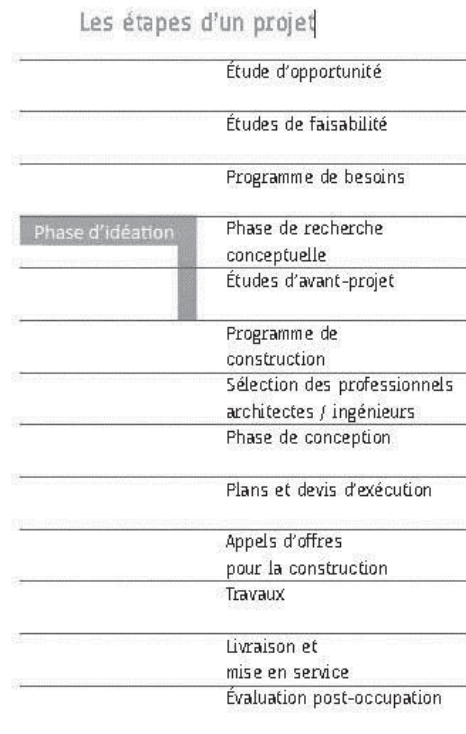 Les étapes d'un projet
Étude d'opportunité
Études de faisabilité
Programme de besoins
Phase d'idéation
Phase de recherche
conceptuelle
Études d'avant-projet
Programme de
construction
Sélection des professionnels
architectes / ingénieurs
Phase de conception
Plans et devis d'exécution
Appels d'offres
pour la construction
Travaux
Livraison et
mise en service
Évaluation post-occupation